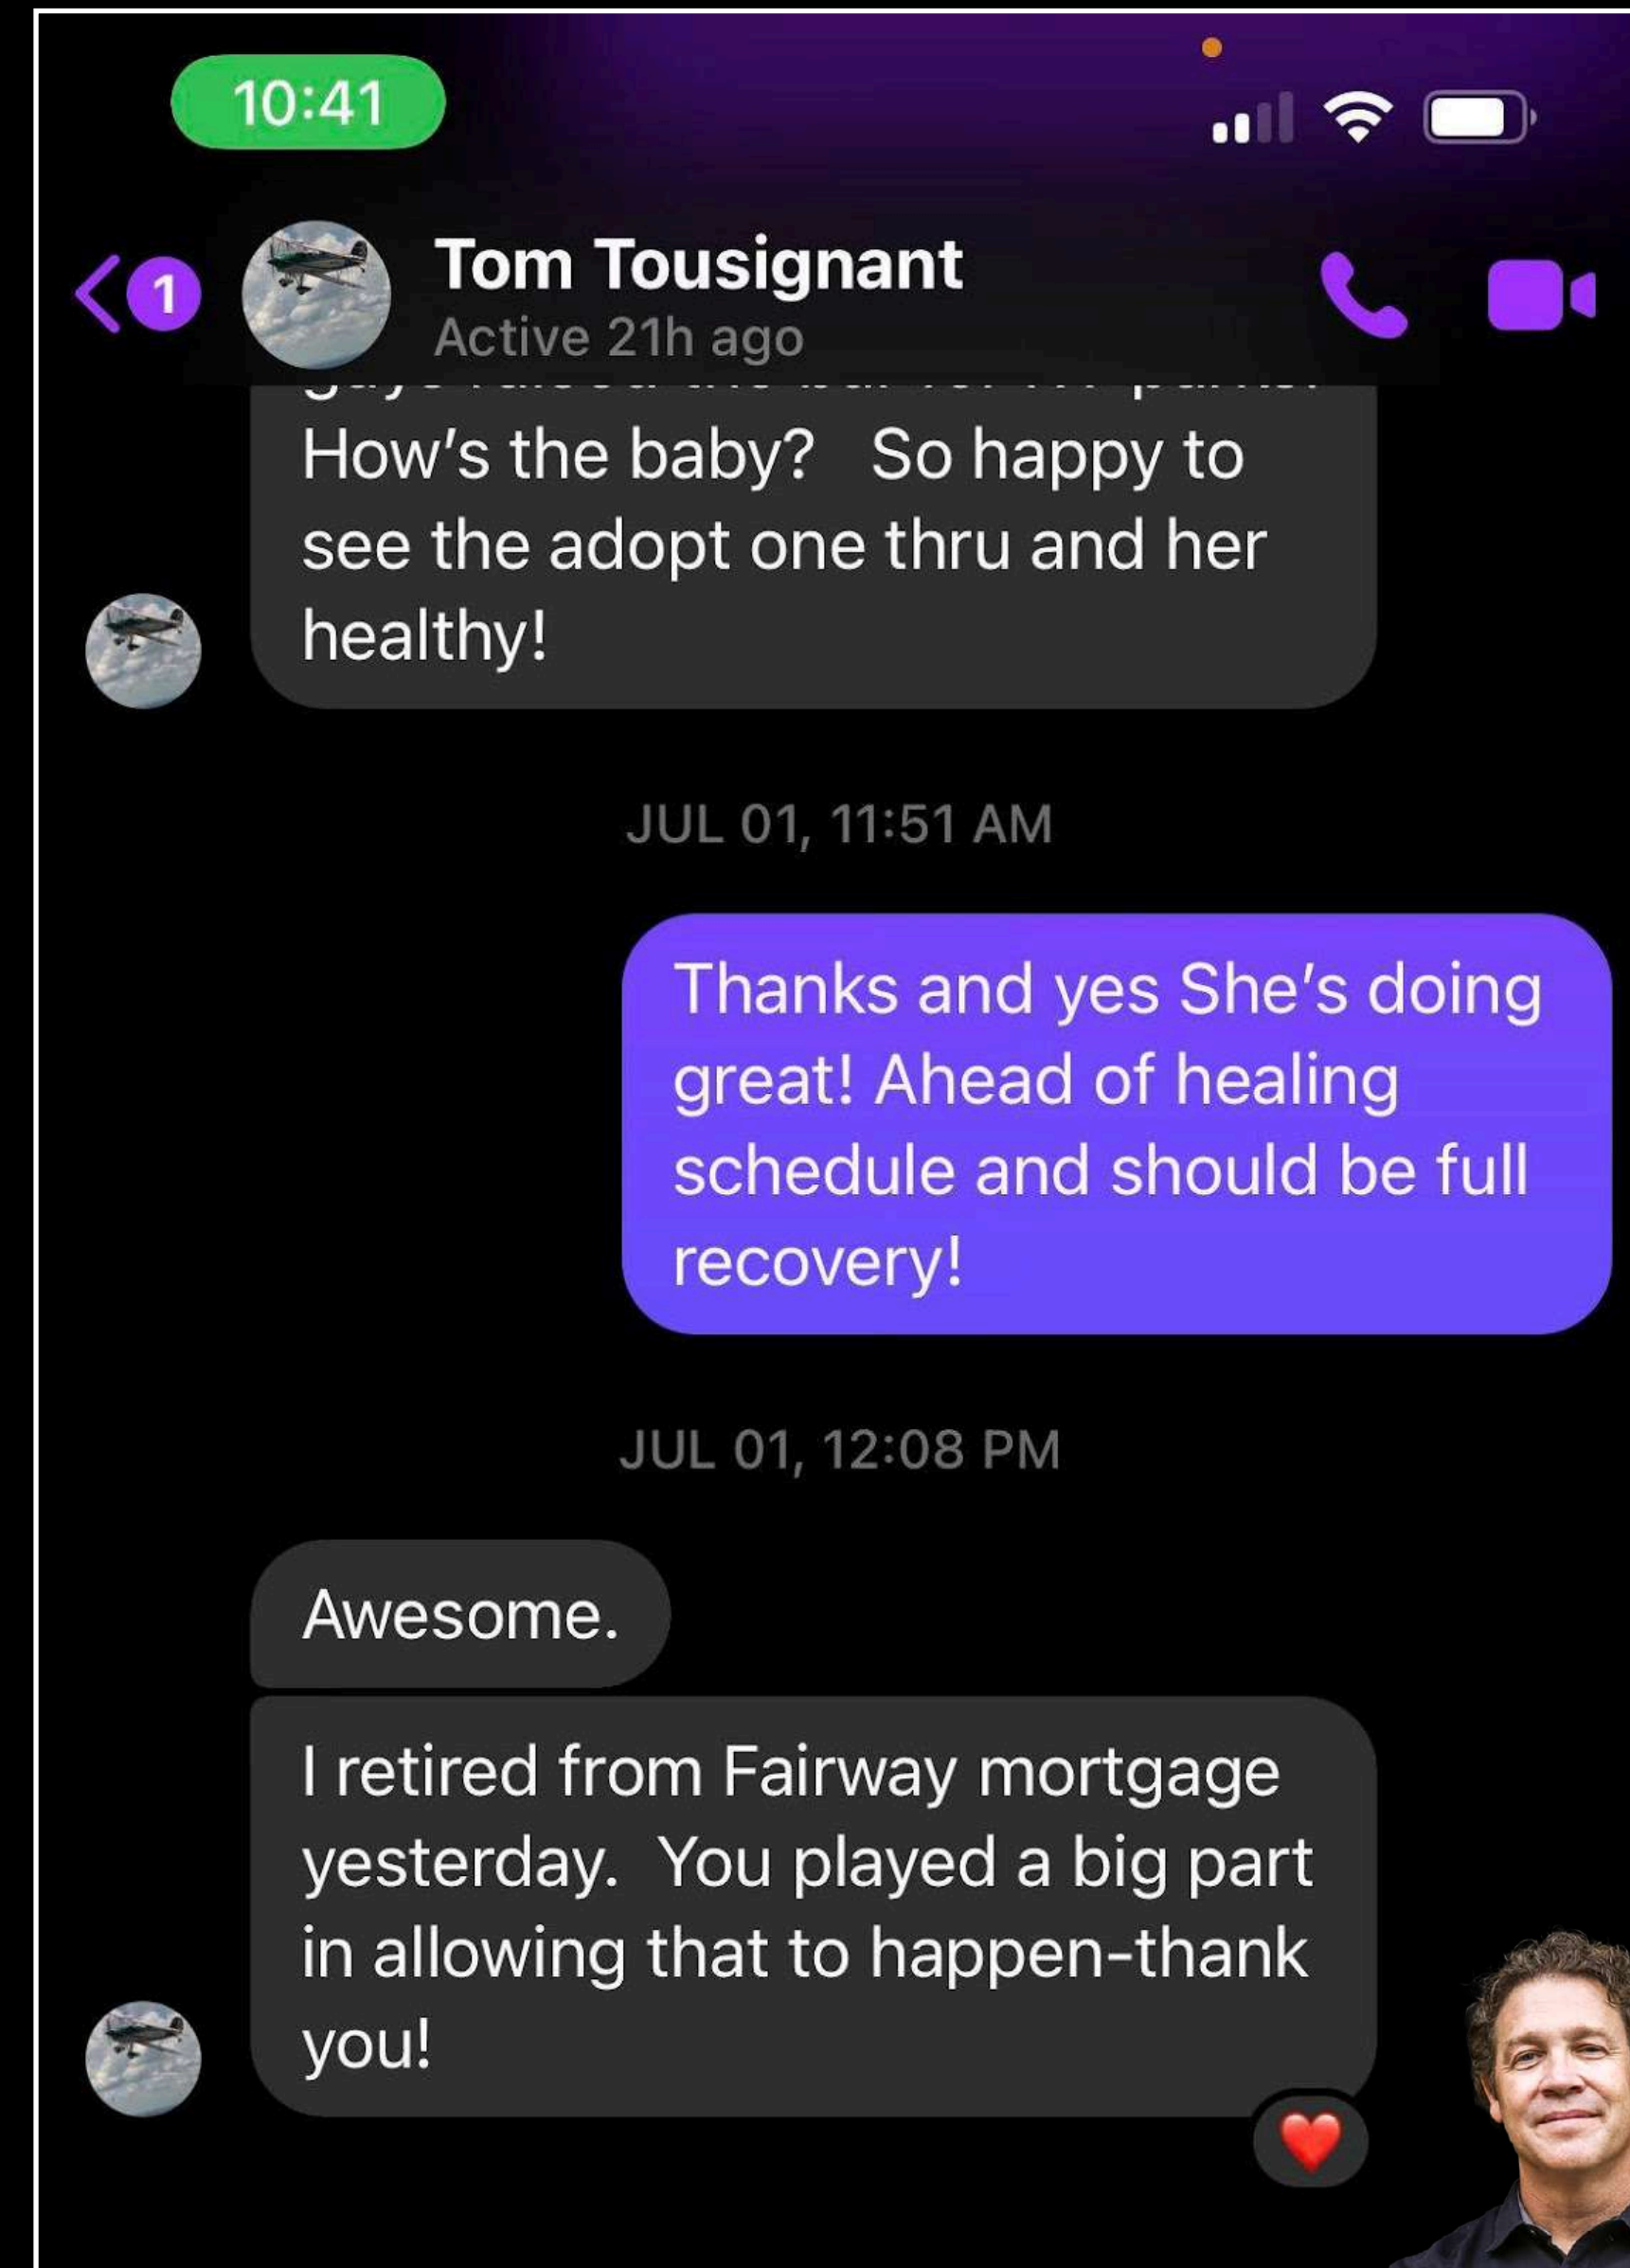 10:41
1
Tom Tousignant
Active 21h ago
How's the baby?   So happy to
see the adopt one thru and her
healthy!
JUL 01, 11:51 AM
Thanks and yes She's doing
great! Ahead of healing
schedule and should be full
recovery!
JUL 01, 12:08 PM
Awesome.
I retired from Fairway mortgage
yesterday.  You played a big part
in allowing that to happen-thank
you!